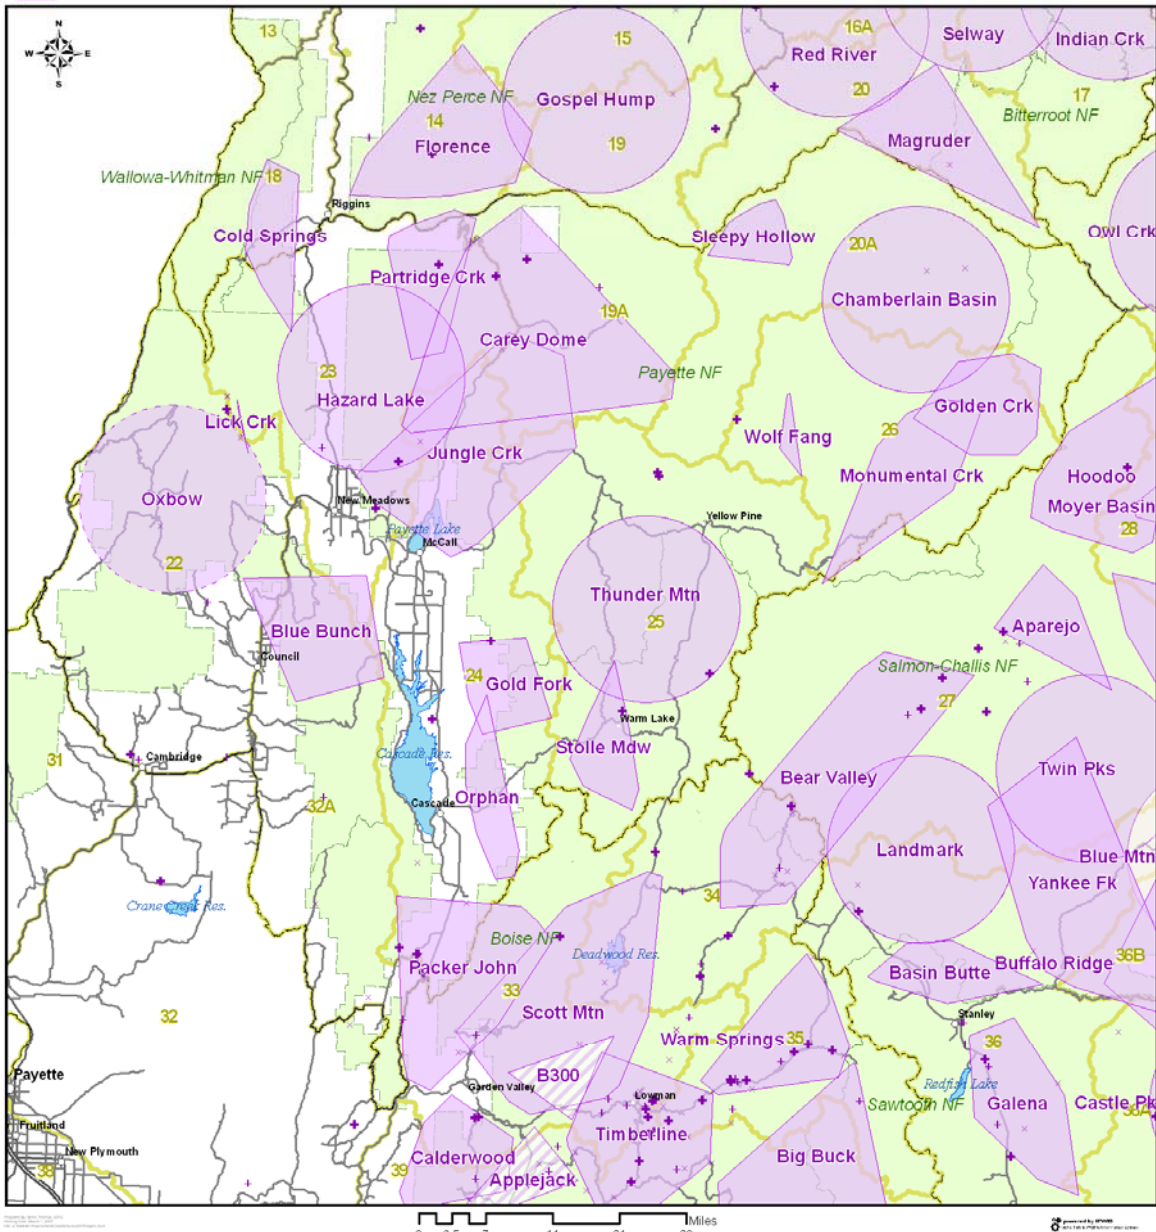 N
W
E
S
13
15
16A
Selway
Indian Crk
Red River
Nez Perce NF
Gospel Hump
20
17
14
Bitterroot NF
Florence
19
Magruder
Wallowa-Whitman NF
18
Riggins
Cold Springs
Sleepy Hollow
20A
Owl Crk
Partridge Crk
Chamberlain Basin
19A
Carey Dome
23
Payette NF
Hazard Lake
Golden Crk
Lick Crk
26
Wolf Fang
Jungle Crk
Monumental Crk
Hoodoo
Oxbow
New Meadows
Moyer Basin
Yellow Pine
Payette Lake
28
McCall
22
Thunder Mtn
25
Blue Bunch
Aparejo
Council
Salmon-Challis NF
24
Gold Fork
27
Warm Lake
Stolle Mdw
31
Cambridge
Cascade Res.
Twin Pks
Bear Valley
Orphan
32A
Cascade
Landmark
Blue Mtn
Yankee Fk
34
Crane Creek Res.
Boise NF
Deadwood Res.
36B
Packer John
Buffalo Ridge
Basin Butte
33
32
Scott Mtn
Stanley
Warm Springs
35
36
Payette
B300
Garden Valley
Lowman
Redfish Lake
Sawtooth NF
Galena
Castle Pk
36A
Fruitland
Timberline
New Plymouth
Calderwood
Big Buck
38
39
Applejack
Miles